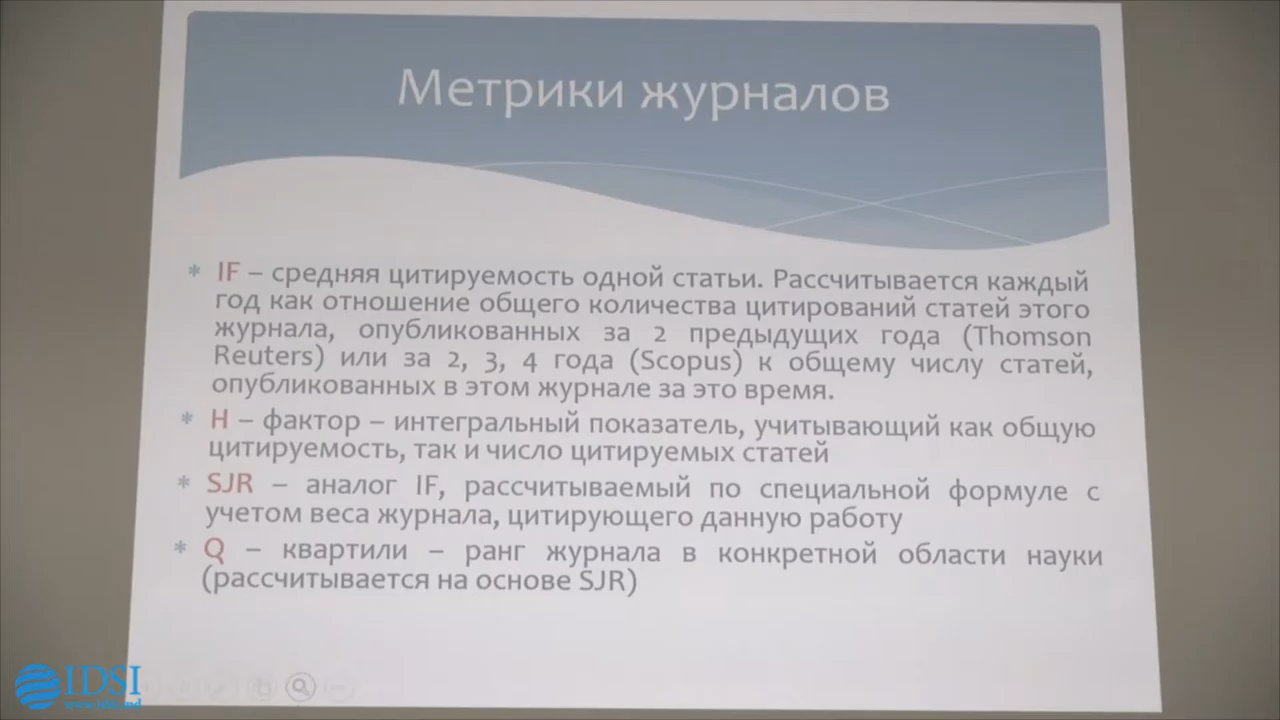 Метрики журналов
* IF – средняя цитируемость одной статьи. Рассчитывается каждый
год как отношение общего количества цитирований статей этого
журнала, опубликованных за 2 предыдущих года (Thomson
Reuters) или за 2, 3, 4 года (Scopus) к общему числу статей,
опубликованных в этом журнале за это время.
* H – фактор – интегральный показатель, учитывающий как общую
цитируемость, так и число цитируемых статей
* SJR – аналог IF, рассчитываемый по специальной формуле с
учетом веса журнала, цитирующего данную работу
* Q – квартили – ранг журнала в конкретной области науки
(рассчитывается на основе SJR)
IDSI
www.idsi.md